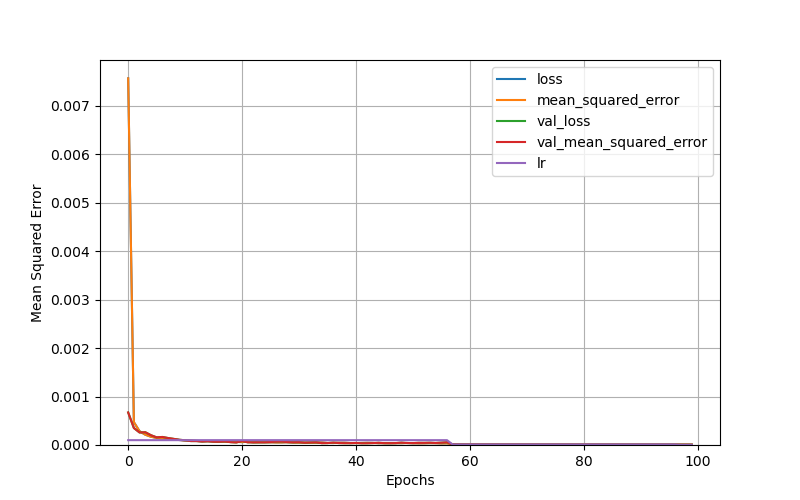 loss
mean_squared_error
val_loss
val_mean_squared_error
lr
Mean Squared Error
0.007
0.006
0.005
0.004
0.003
0.002
0.001
0.000
0 20 40 60 80 100
Epochs